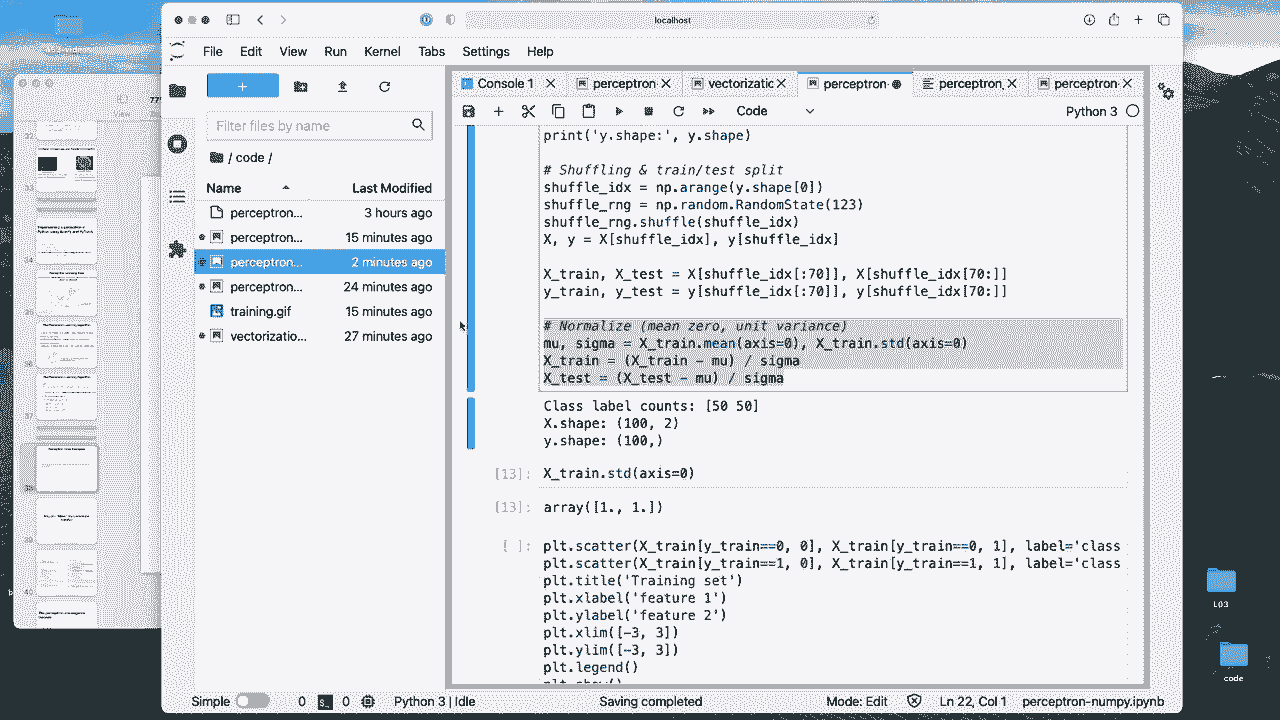 localhost
File Edit View Run Kernel Tabs Settings Help
Console 1 perceptron- vectorizatic perceptron- perceptron_ perceptron-
Code
Python 3
Filter files by name
/ code /
Name Last Modified
perceptron... 3 hours ago
perceptron... 15 minutes ago
perceptron... 2 minutes ago
perceptron... 24 minutes ago
training.gif 15 minutes ago
vectorizatio... 27 minutes ago
print('y.shape:', y.shape)
# Shuffling & train/test split
shuffle_idx = np.arange(y.shape[0])
shuffle_rng = np.random.RandomState(123)
shuffle_rng.shuffle(shuffle_idx)
X, y = X[shuffle_idx], y[shuffle_idx]
X_train, X_test = X[shuffle_idx[:70]], X[shuffle_idx[70:]]
y_train, y_test = y[shuffle_idx[:70]], y[shuffle_idx[70:]]
# Normalize (mean zero, unit variance)
mu, sigma = X_train.mean(axis=0), X_train.std(axis=0)
X_train = (X_train - mu) / sigma
X_test = (X_test - mu) / sigma
Class label counts: [50 50]
X.shape: (100, 2)
y.shape: (100,)
[13]: X_train.std(axis=0)
[13]: array([1., 1.])
[ ]: plt.scatter(X_train[y_train==0, 0], X_train[y_train==0, 1], label='class
plt.scatter(X_train[y_train==1, 0], X_train[y_train==1, 1], label='class
plt.title('Training set')
plt.xlabel('feature 1')
plt.ylabel('feature 2')
plt.xlim([-3, 3])
plt.ylim([-3, 3])
plt.legend()
Simple 0 0 Python 3 | Idle Saving completed Mode: Edit Ln 22, Col 1 perceptron-numpy.ipynb
L03
code